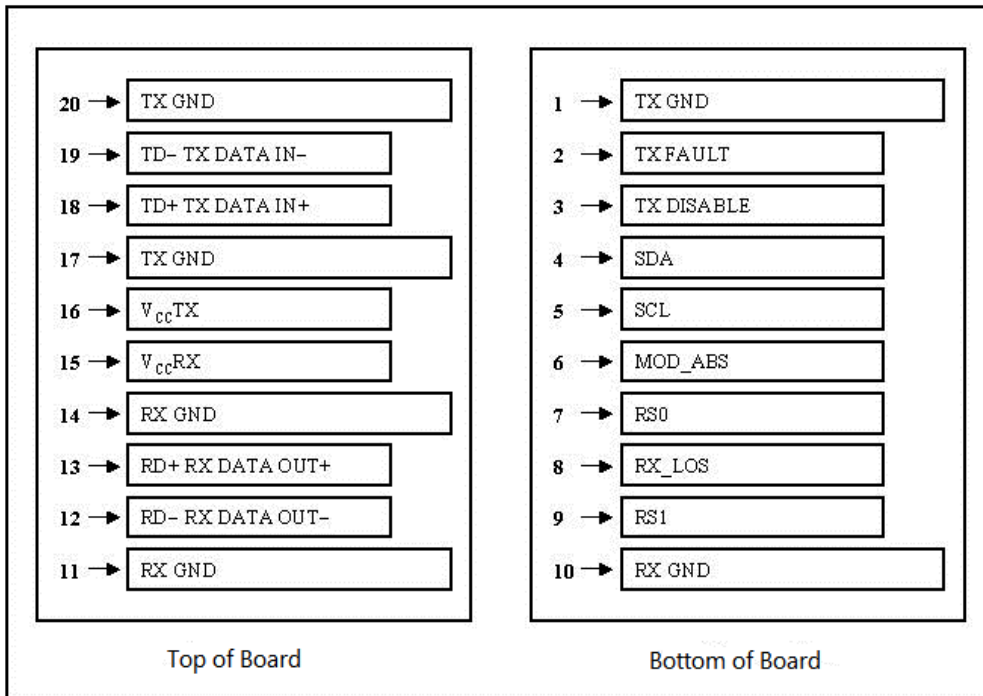 20 TX GND
19 TD– TX DATA IN–
18 TD+ TX DATA IN+
17 TX GND
16 VCCTX
15 VCCRX
14 RX GND
13 RD+ RX DATA OUT+
12 RD– RX DATA OUT–
11 RX GND
Top of Board
1 TX GND
2 TX FAULT
3 TX DISABLE
4 SDA
5 SCL
6 MOD_ABS
7 RS0
8 RX_LOS
9 RS1
10 RX GND
Bottom of Board